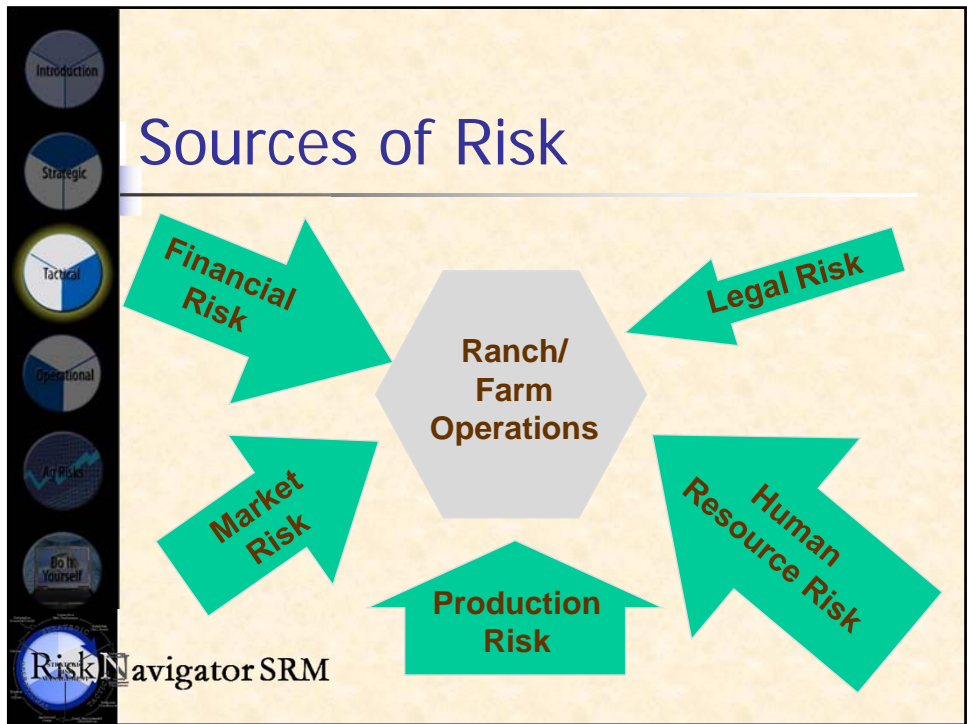 Introduction
Strategic
Tactical
Operational
Ag Risks
Do It
Yourself
Sources of Risk
Financial
Risk
Legal Risk
Ranch/
Farm
Operations
Market
Risk
Human
Resource Risk
Production
Risk
RiskNavigator SRM